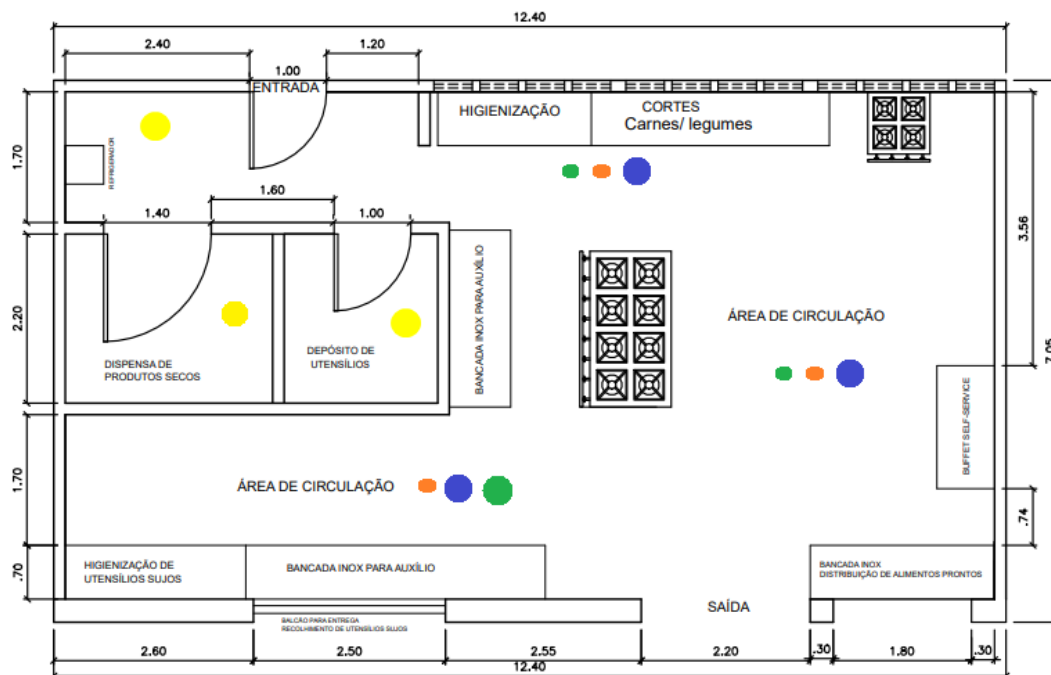 12.40
2.40
1.20
1.00
ENTRADA
HIGIENIZAÇÃO
CORTES
Carnes/ legumes
REFRIGERADOR
1.70
1.60
1.40
1.00
3.56
BANCADA INOX PARA AUXÍLIO
2.20
ÁREA DE CIRCULAÇÃO
7.05
DISPENSA DE
PRODUTOS SECOS
DEPÓSITO DE
UTENSÍLIOS
BUFFET SELF-SERVICE
1.70
ÁREA DE CIRCULAÇÃO
.74
.70
HIGIENIZAÇÃO DE
UTENSÍLIOS SUJOS
BANCADA INOX PARA AUXÍLIO
BANCADA INOX
DISTRIBUIÇÃO DE ALIMENTOS PRONTOS
SAÍDA
BALCÃO PARA ENTREGA
RECOLHIMENTO DE UTENSÍLIOS SUJOS
2.60
2.50
2.55
2.20
.30
1.80
.30
12.40